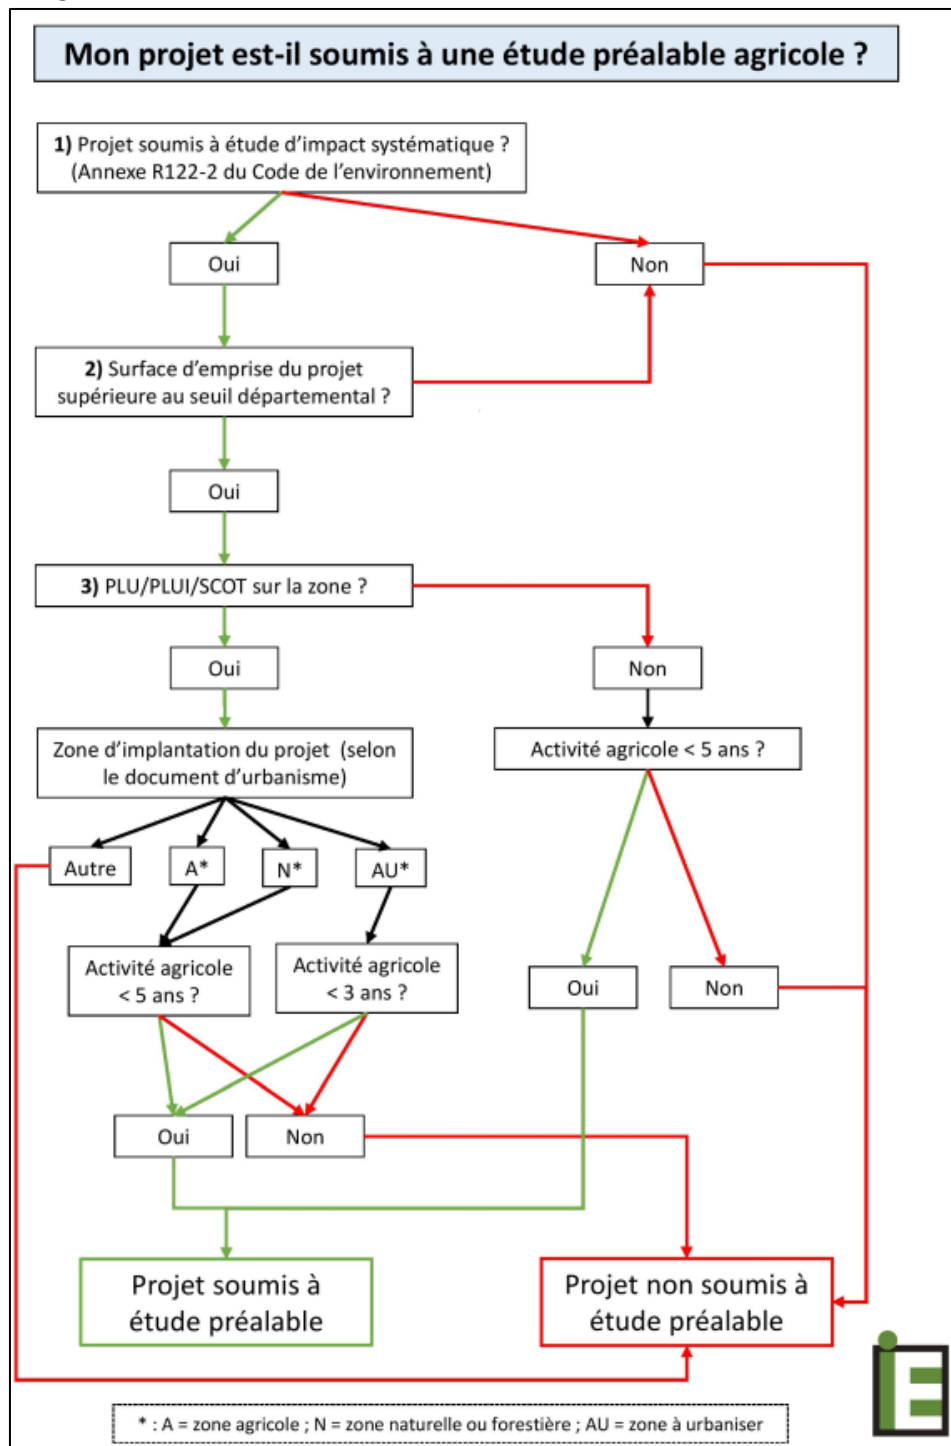 Mon projet est-il soumis à une étude préalable agricole ?
1) Projet soumis à étude d'impact systématique ?
(Annexe R122-2 du Code de l'environnement)
Oui
Non
2) Surface d'emprise du projet
supérieure au seuil départemental ?
Oui
3) PLU/PLUI/SCOT sur la zone ?
Oui
Non
Zone d'implantation du projet (selon
le document d'urbanisme)
Activité agricole < 5 ans ?
Autre
A*
N*
AU*
Activité agricole
< 5 ans ?
Activité agricole
< 3 ans ?
Oui
Non
Oui
Non
Projet soumis à
étude préalable
Projet non soumis à
étude préalable
iE
* : A = zone agricole ; N = zone naturelle ou forestière ; AU = zone à urbaniser